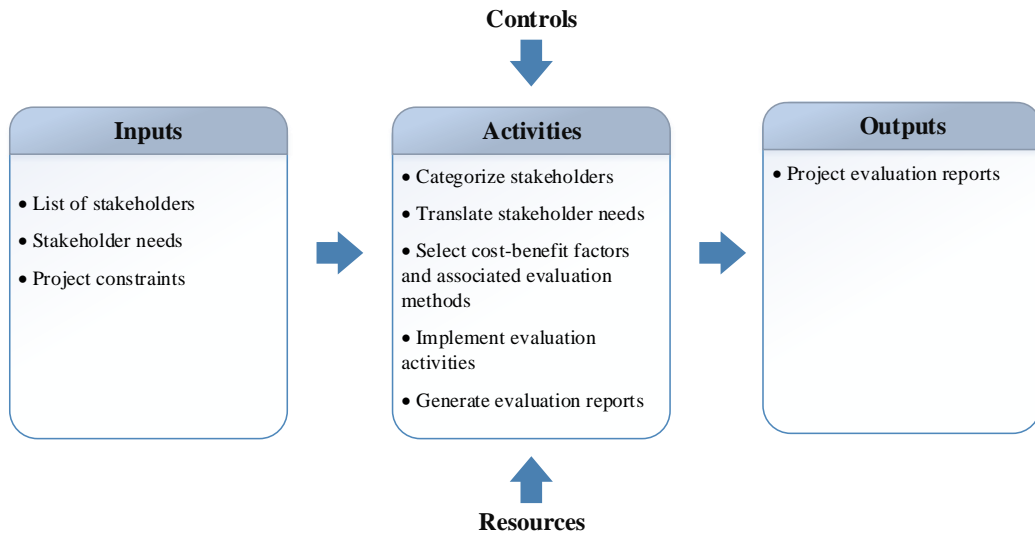 Controls
Inputs
• List of stakeholders
• Stakeholder needs
• Project constraints
Activities
• Categorize stakeholders
• Translate stakeholder needs
• Select cost-benefit factors
and associated evaluation
methods
• Implement evaluation
activities
• Generate evaluation reports
Outputs
• Project evaluation reports
Resources